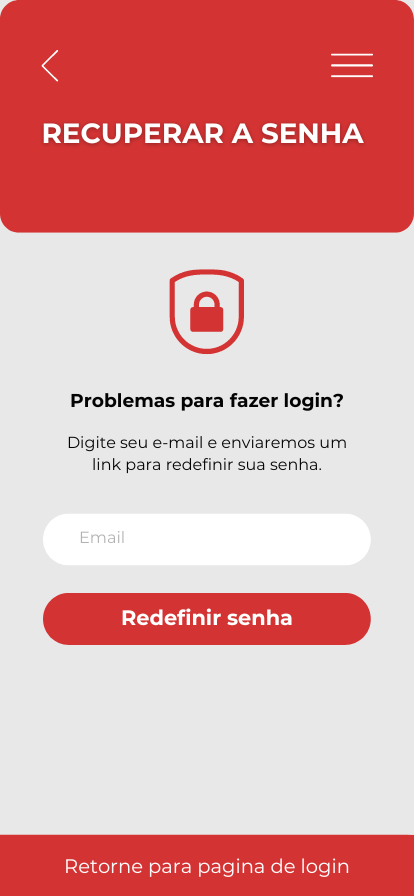 RECUPERAR A SENHA
Problemas para fazer login?
Digite seu e-mail e enviaremos um
link para redefinir sua senha.
Email
Redefinir senha
Retorne para pagina de login